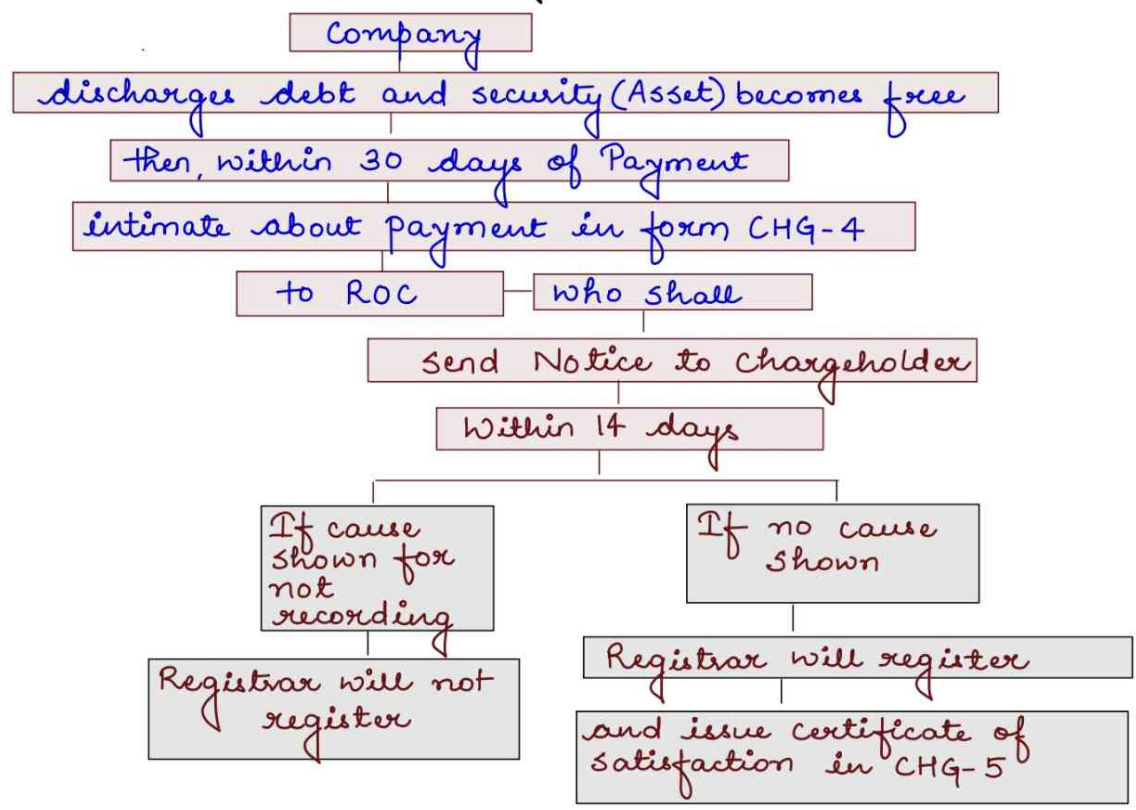 Company
discharges debt and security (Asset) becomes free
then, within 30 days of Payment
intimate about payment in form CHG-4
to ROC
who shall
Send Notice to Chargeholder
Within 14 days
If cause
shown for
not
recording
Registrar will not
register
If no cause
shown
Registrar will register
and issue certificate of
satisfaction in CHG-5